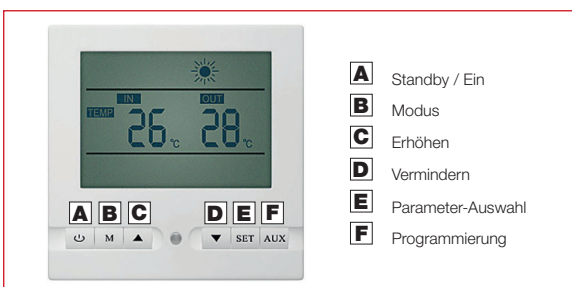 IN OUT
TEMP 26 °C 28 °C
A B C D E F
M ▲ ▼ SET AUX
A Standby / Ein
B Modus
C Erhöhen
D Vermindern
E Parameter-Auswahl
F Programmierung